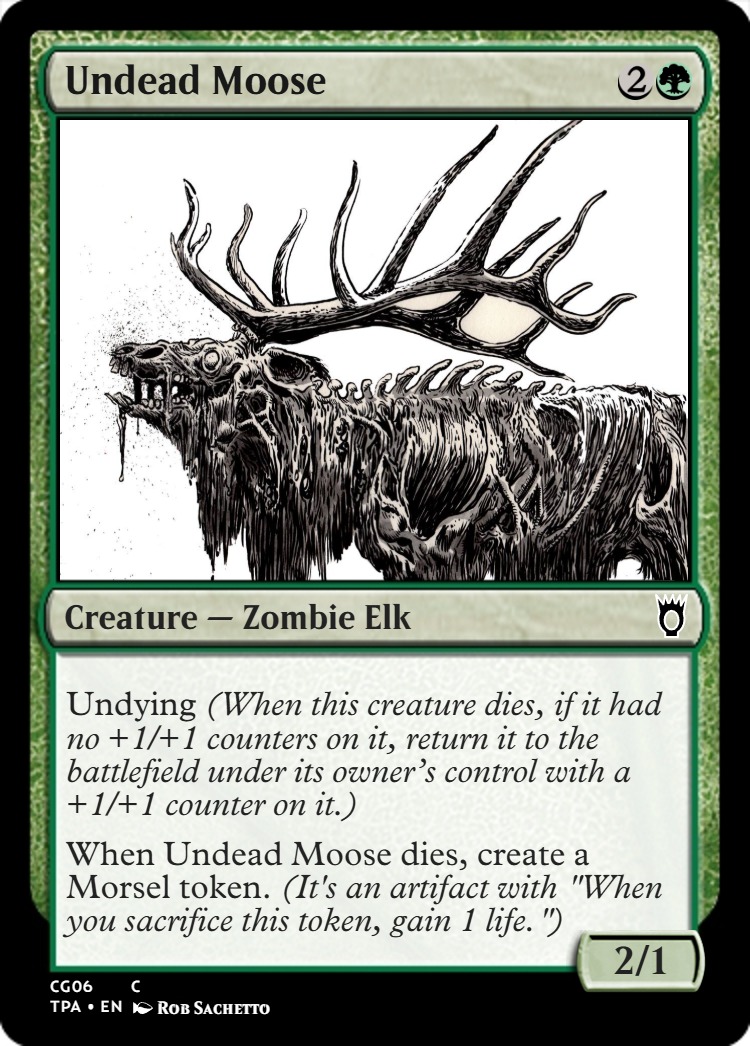 Undead Moose 2
Creature — Zombie Elk
Undying (When this creature dies, if it had
no +1/+1 counters on it, return it to the
battlefield under its owner's control with a
+1/+1 counter on it.)
When Undead Moose dies, create a
Morsel token. (It's an artifact with "When
you sacrifice this token, gain 1 life. ")
2/1
CG06 C
TPA • EN Rob Sachetto